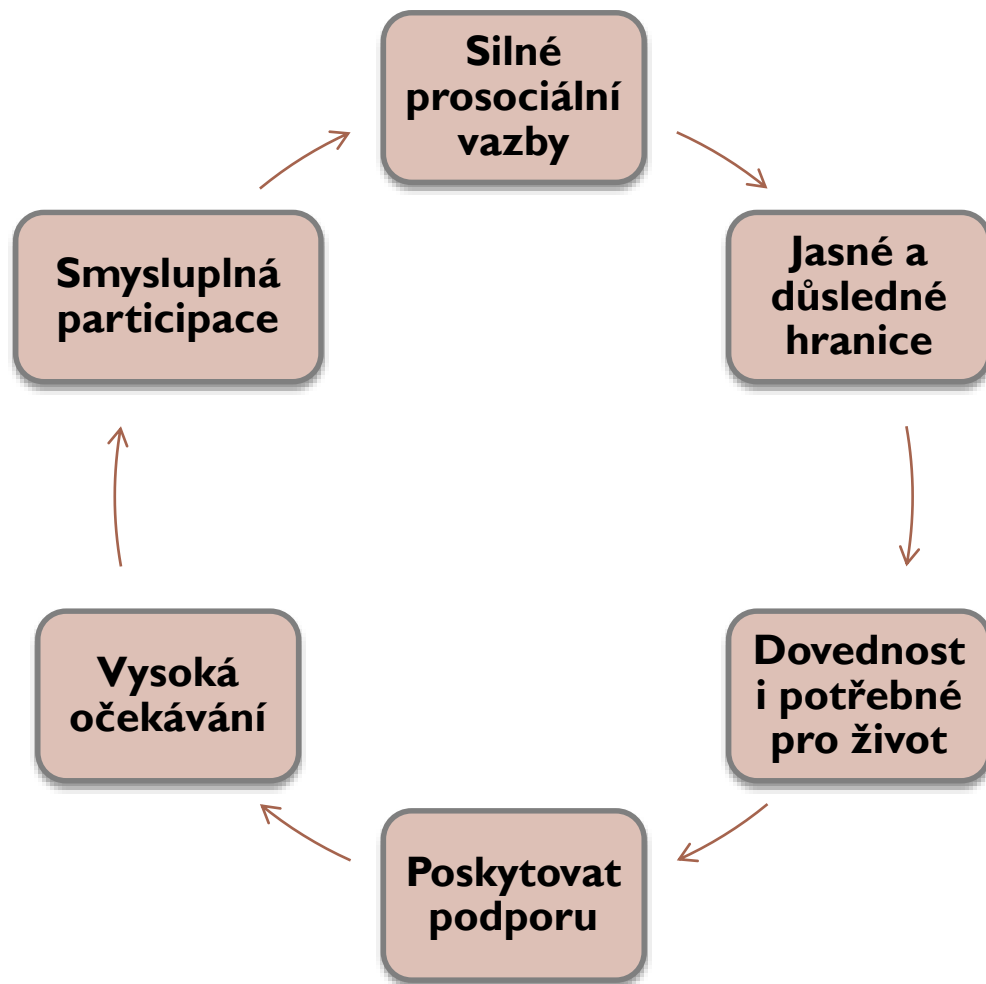 Silné
prosociální
vazby
Jasné a
důsledné
hranice
Dovednost
i potřebné
pro život
Poskytovat
podporu
Vysoká
očekávání
Smysluplná
participace